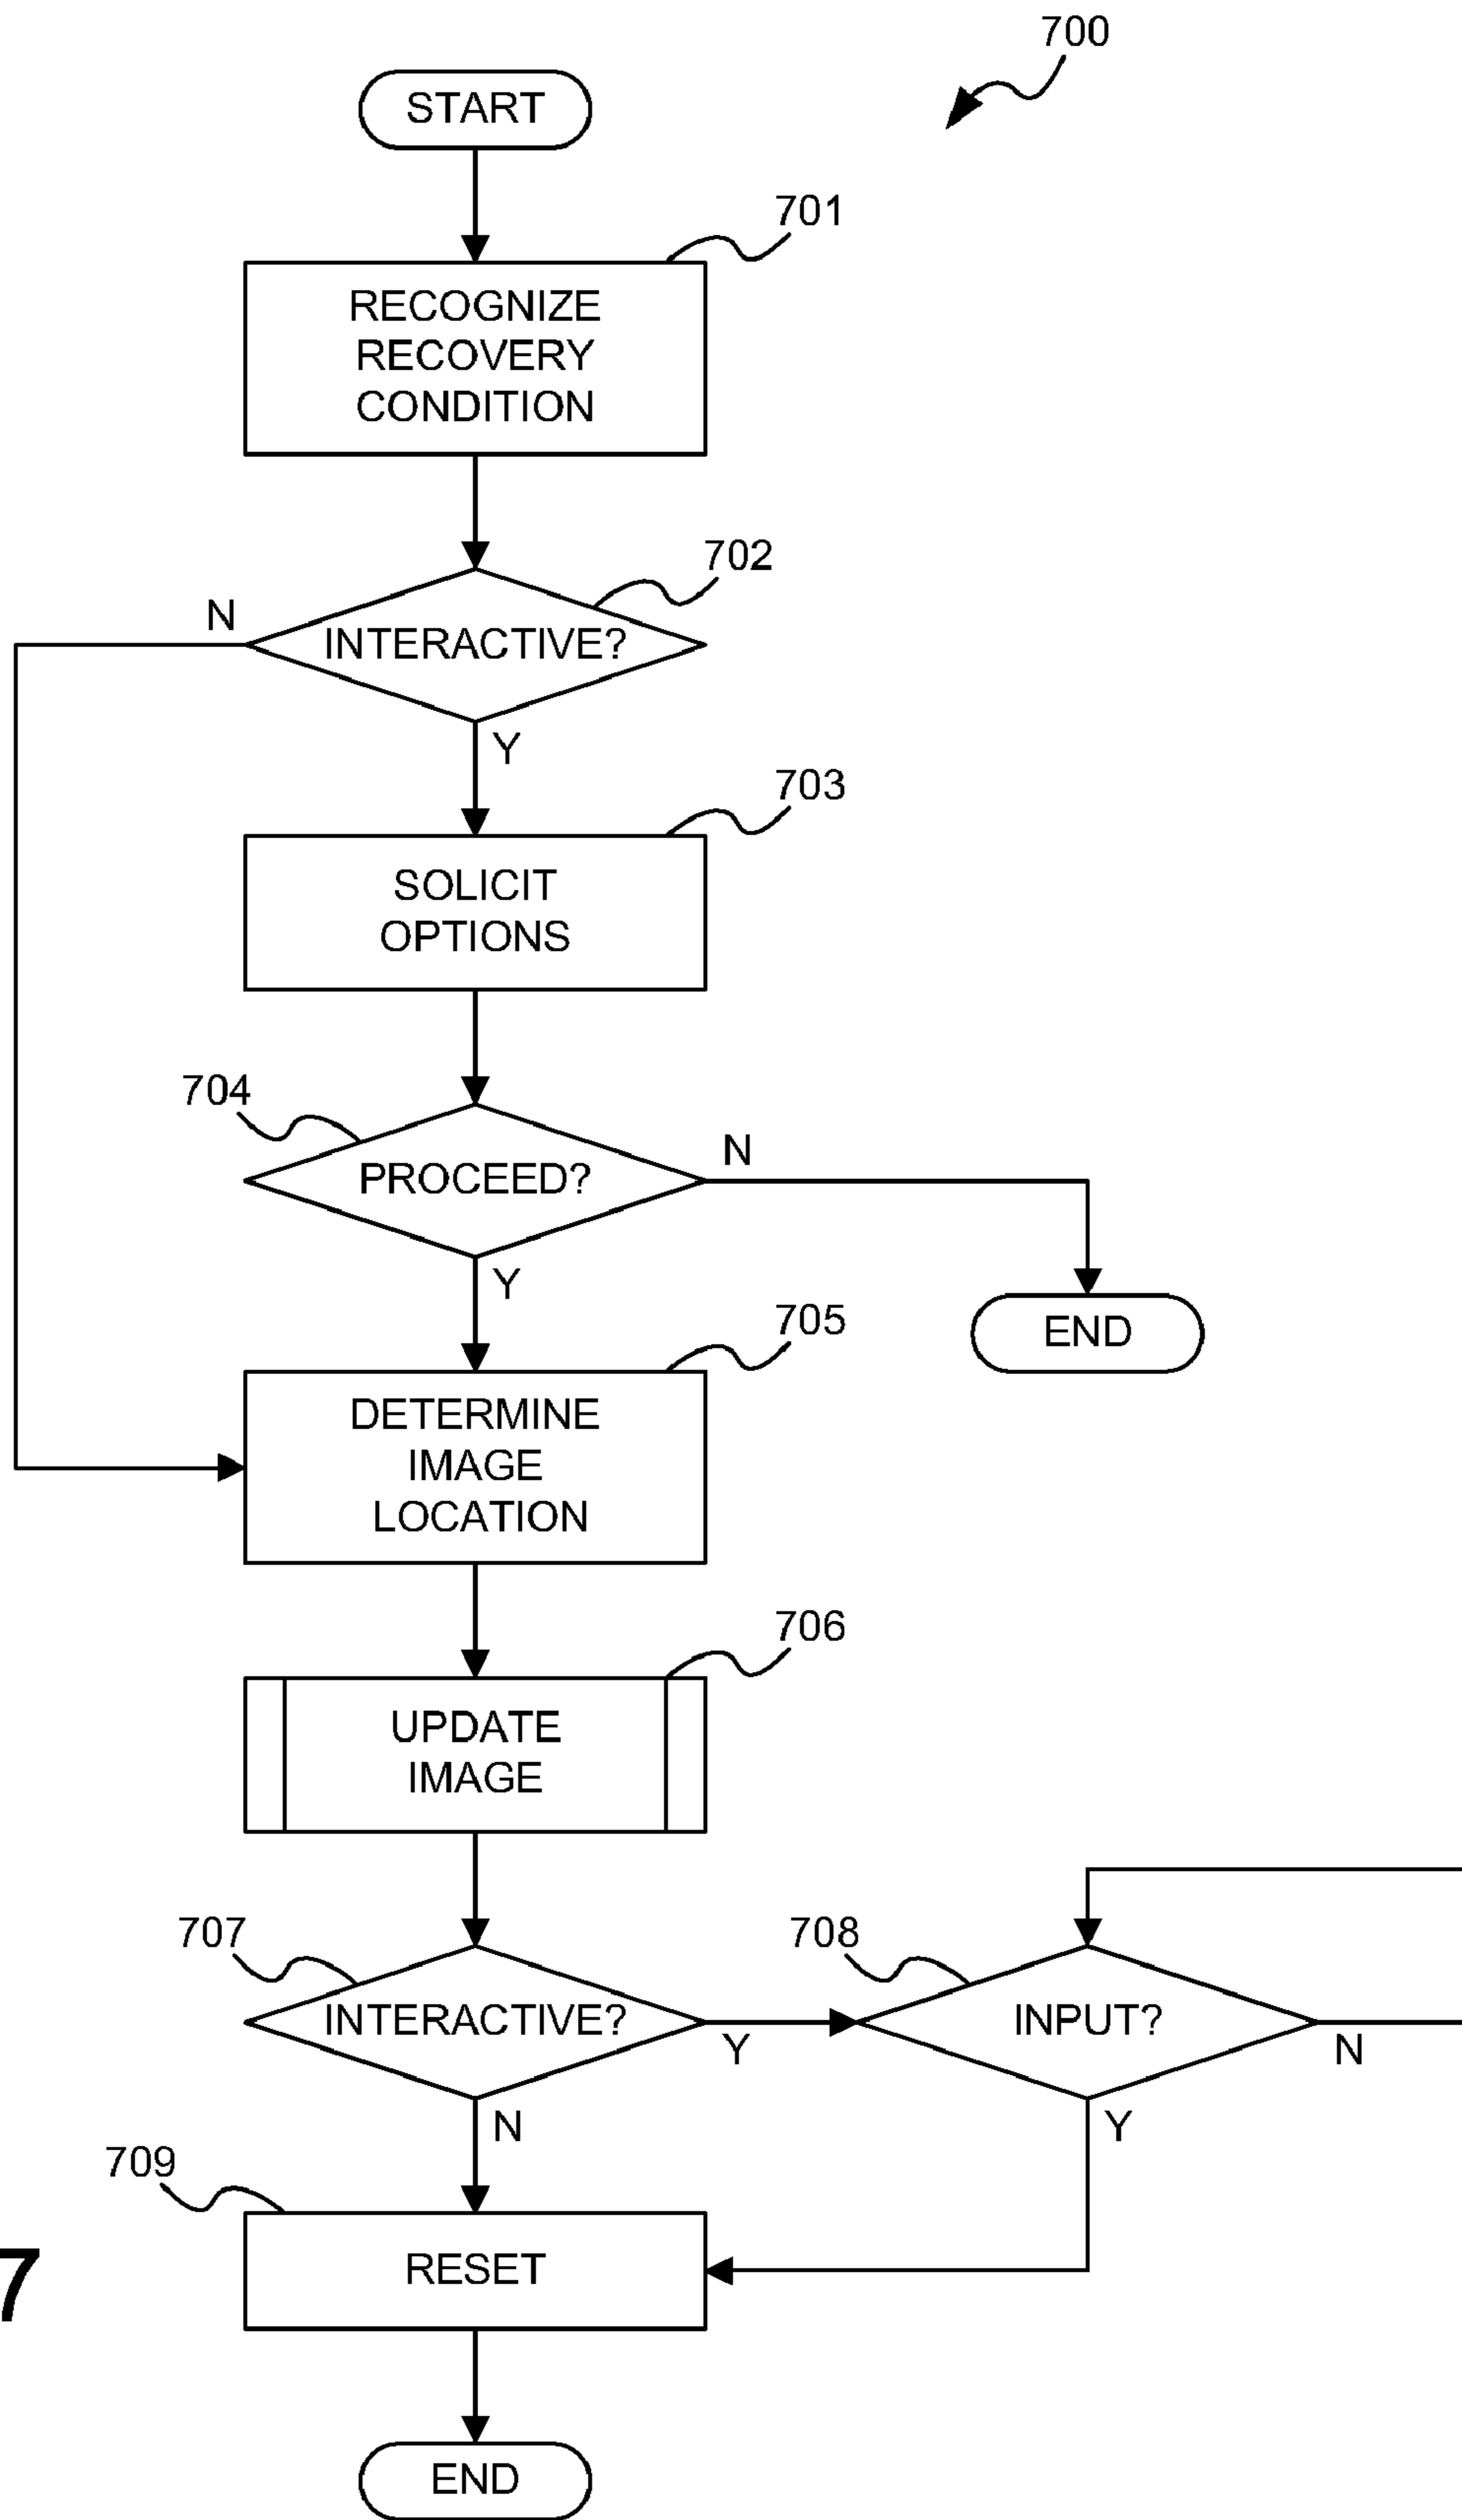 700
START
701
RECOGNIZE
RECOVERY
CONDITION
702
N
INTERACTIVE?
Y
703
SOLICIT
OPTIONS
704
N
PROCEED?
Y
705
END
DETERMINE
IMAGE
LOCATION
706
UPDATE
IMAGE
707
708
INTERACTIVE?
Y
INPUT?
N
N
Y
709
7
RESET
END